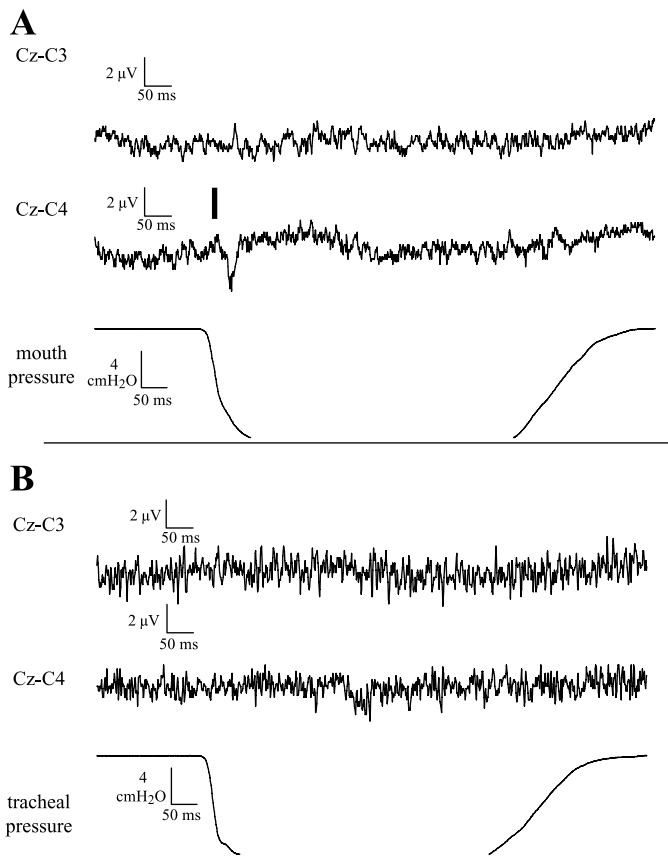 A
Cz-C3
2 µV
50 ms
Cz-C4
2 µV
50 ms
mouth
pressure
4
cmH₂O
50 ms
B
Cz-C3
2 µV
50 ms
2 µV
50 ms
Cz-C4
tracheal
pressure
4
cmH₂O
50 ms